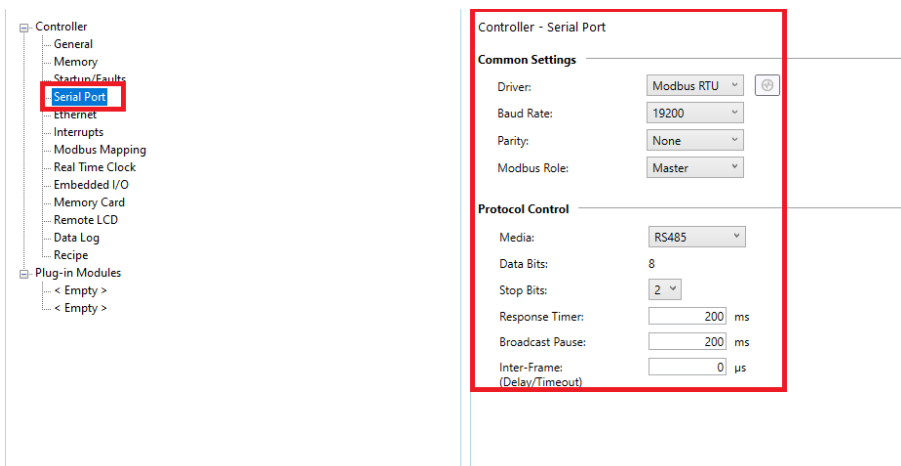 Controller
General
Memory
Startup/Faults
Serial Port
Ethernet
Interrupts
Modbus Mapping
Real Time Clock
Embedded I/O
Memory Card
Remote LCD
Data Log
Recipe
Plug-in Modules
< Empty >
< Empty >
Controller - Serial Port
Common Settings
Driver: Modbus RTU
Baud Rate: 19200
Parity: None
Modbus Role: Master
Protocol Control
Media: RS485
Data Bits: 8
Stop Bits: 2
Response Timer: 200 ms
Broadcast Pause: 200 ms
Inter-Frame: 0 μs
(Delay/Timeout)